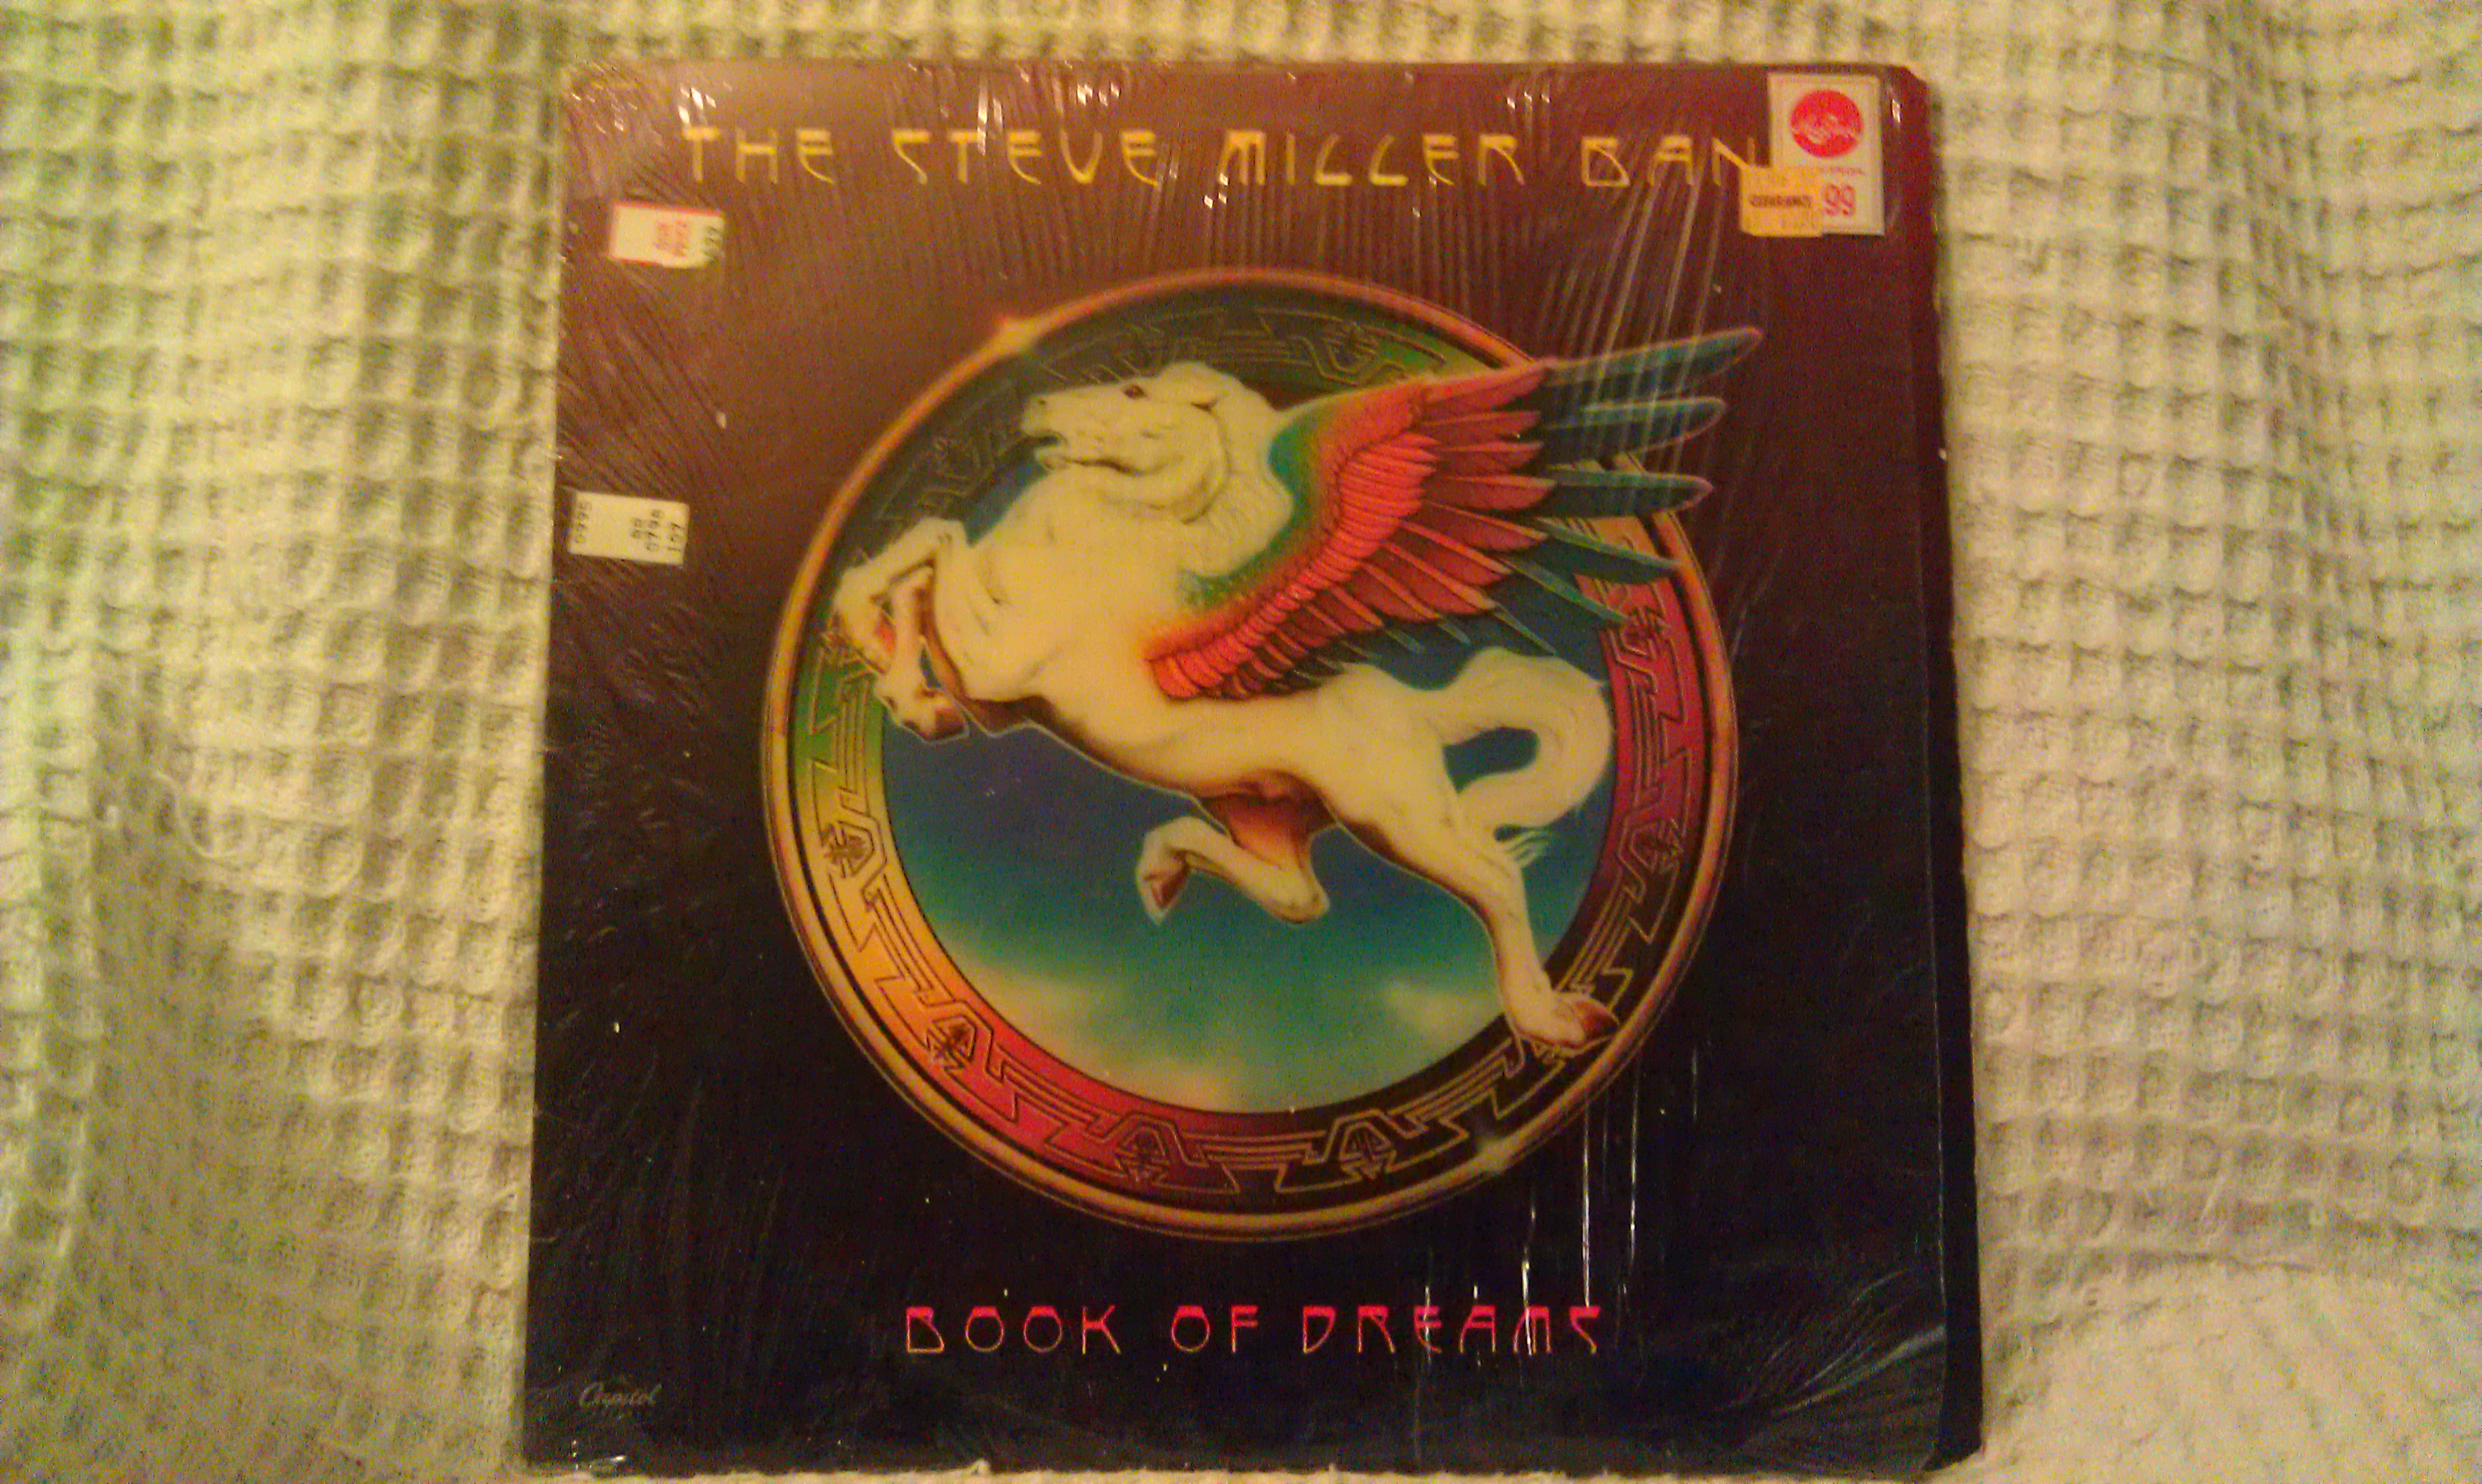 THE STEVE MILLER BAN
99
BOOK OF DREAMS
Capitol